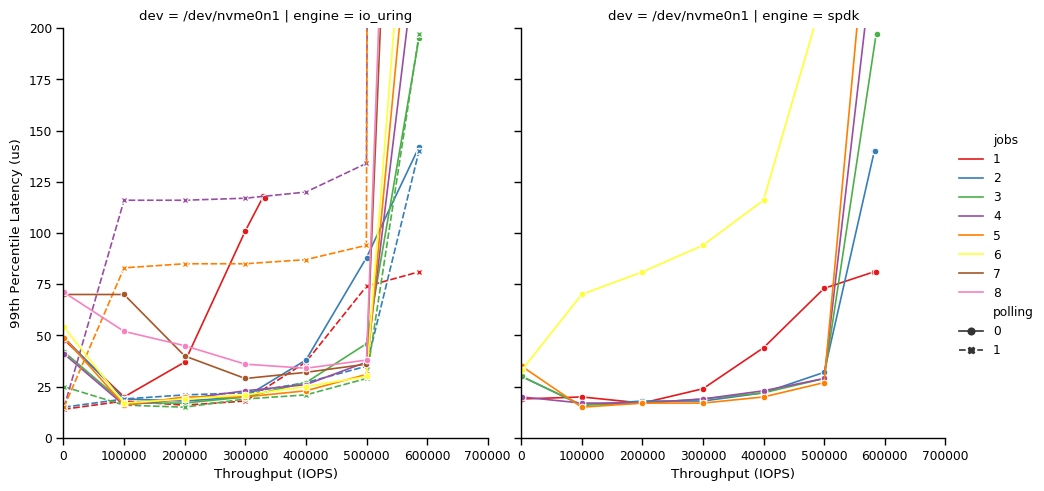 dev = /dev/nvme0n1 | engine = io_uring
dev = /dev/nvme0n1 | engine = spdk
200
175
150
125
100
75
50
25
0
99th Percentile Latency (us)
0 100000 200000 300000 400000 500000 600000 700000
0 100000 200000 300000 400000 500000 600000 700000
Throughput (IOPS)
Throughput (IOPS)
jobs
1
2
3
4
5
6
7
8
polling
0
1